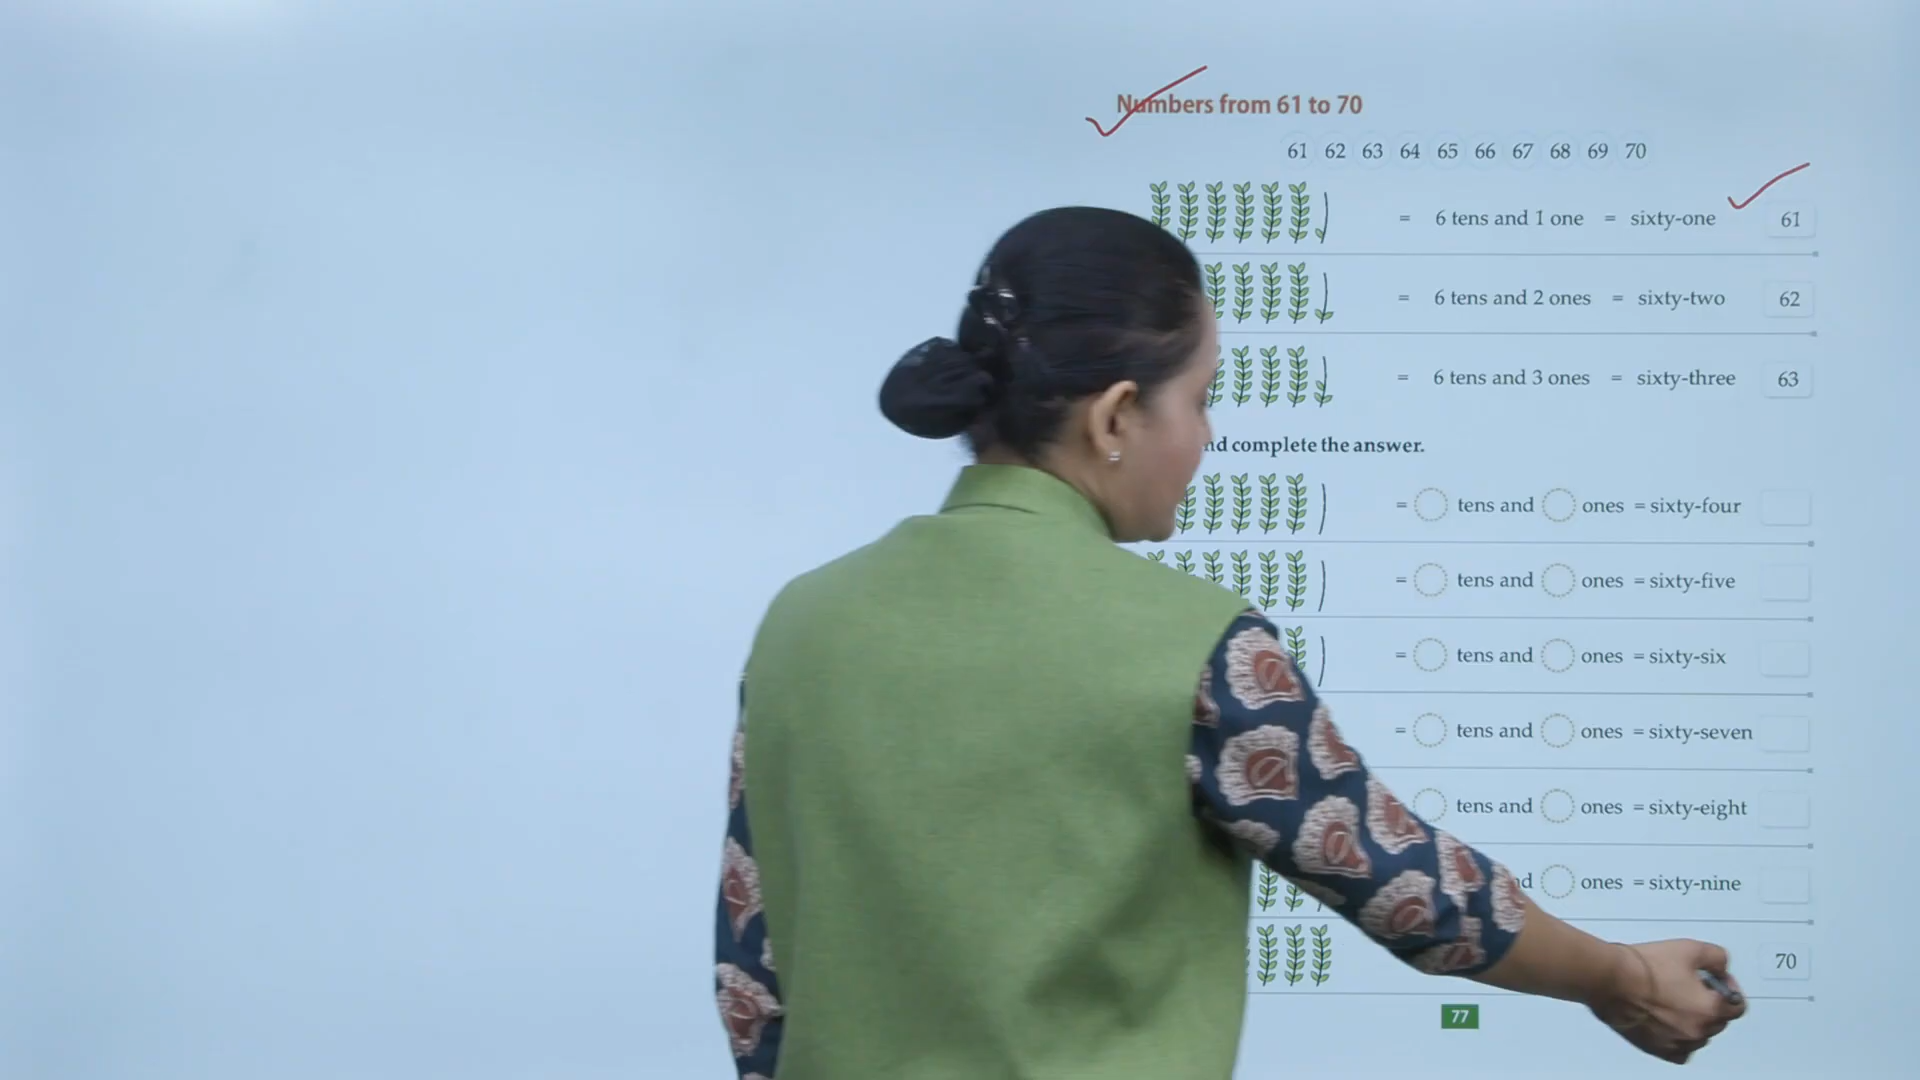 Numbers from 61 to 70
61 62 63 64 65 66 67 68 69 70
= 6 tens and 1 one = sixty-one 61
= 6 tens and 2 ones = sixty-two 62
= 6 tens and 3 ones = sixty-three 63
complete the answer.
= tens and ones = sixty-four
= tens and ones = sixty-five
= tens and ones = sixty-six
= tens and ones = sixty-seven
tens and ones = sixty-eight
ones = sixty-nine
70
77